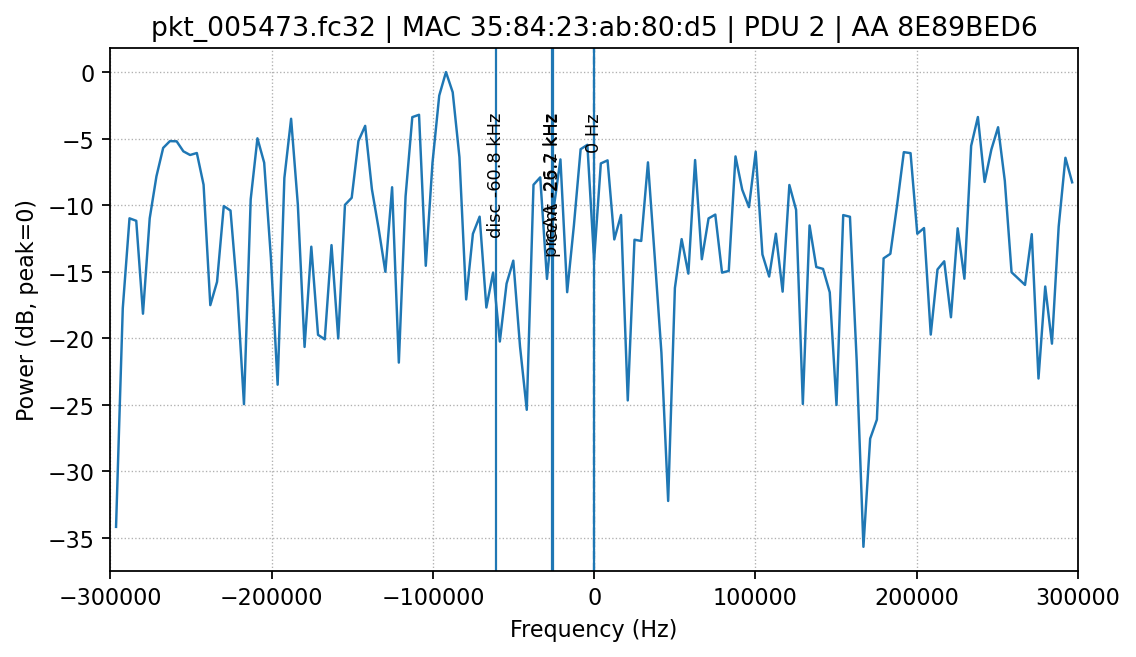 pkt_005473.fc32 | MAC 35:84:23:ab:80:d5 | PDU 2 | AA 8E89BED6
Power (dB, peak=0)
0
−5
−10
−15
−20
−25
−30
−35
disc -60.8 kHz
kHz
0 Hz
−300000
−200000
−100000
0
100000
200000
300000
Frequency (Hz)